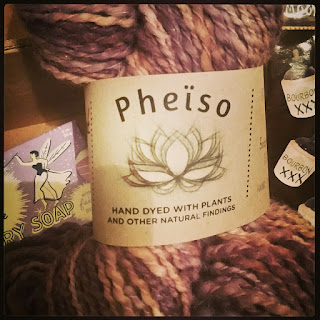 Pheïso
HAND DYED WITH PLANTS
AND OTHER NATURAL FINDINGS
RY SOAP
BOURBON
XXX
BOURBON
XXX